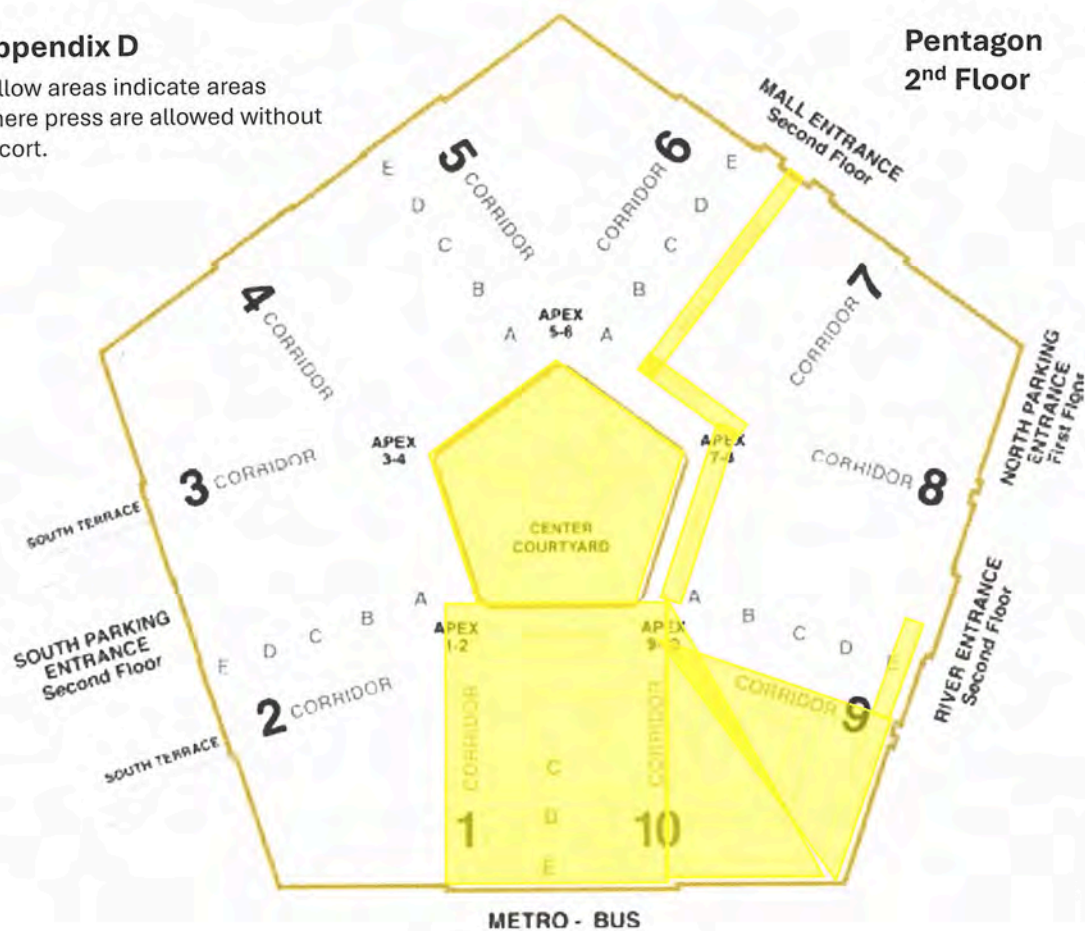 ppendix D
llow areas indicate areas
here press are allowed without
cort.
Pentagon
2nd Floor
MALL ENTRANCE
Second Floor
5 CORRIDOR
6 CORRIDOR
E
D
C
B
A
E
D
C
B
A
APEX
5-6
4 CORRIDOR
7 CORRIDOR
NORTH PARKING
ENTRANCE
First Floor
APEX
3-4
APEX
7-8
3 CORRIDOR
CORRIDOR 8
SOUTH TERRACE
CENTER
COURTYARD
RIVER ENTRANCE
Second Floor
SOUTH PARKING
ENTRANCE
Second Floor
E
D
C
B
A
APEX
1-2
APEX
A
B
C
D
E
2 CORRIDOR
CORRIDOR 9
SOUTH TERRACE
CORRIDOR
1
CORRIDOR
10
C
D
E
METRO - BUS